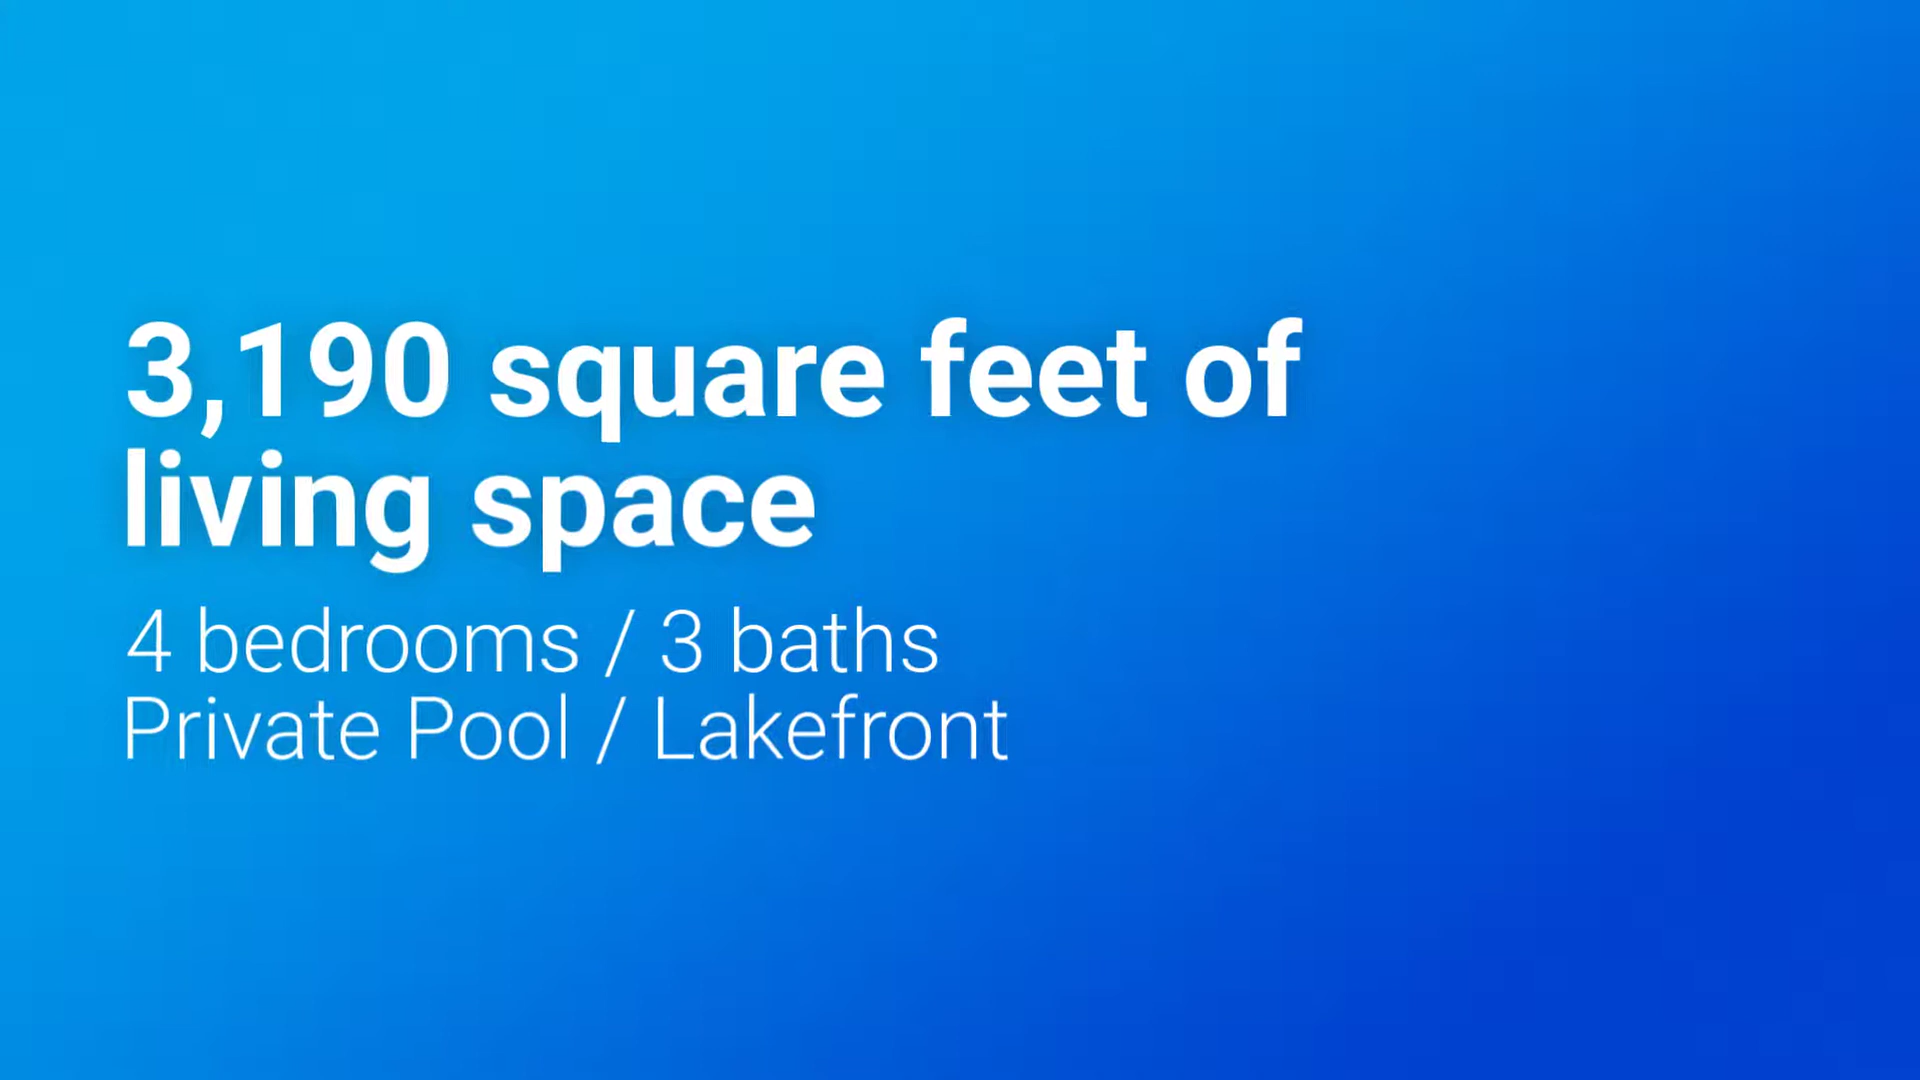 3,190 square feet of
living space
4 bedrooms / 3 baths
Private Pool / Lakefront